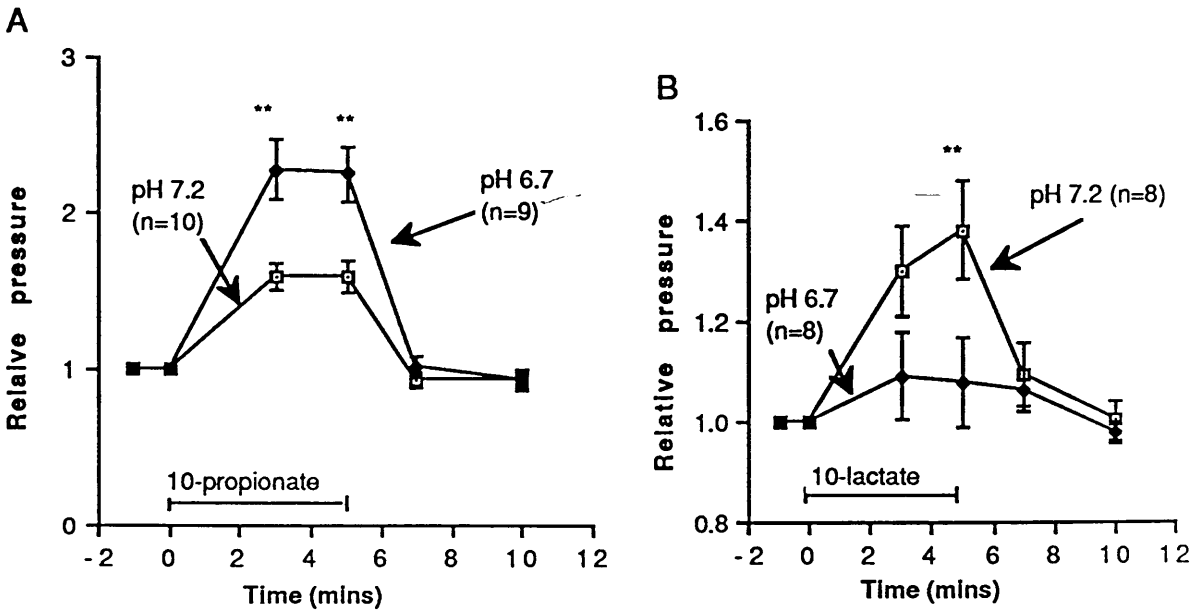 A
3
2
1
0
Relaive pressure
**
**
pH 7.2
(n=10)
pH 6.7
(n=9)
10-propionate
-2
0
2
4
6
8
10
12
Time (mins)
B
1.6
1.4
1.2
1.0
0.8
Relative pressure
**
pH 7.2 (n=8)
pH 6.7
(n=8)
10-lactate
-2
0
2
4
6
8
10
12
Time (mins)